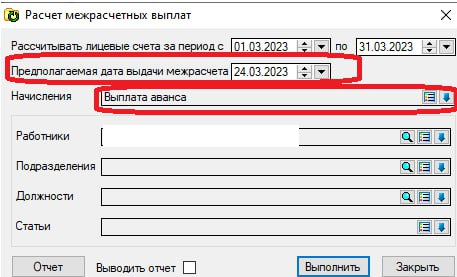 Расчет межрасчетных выплат
Рассчитывать лицевые счета за период с 01.03.2023 по 31.03.2023
Предполагаемая дата выдачи межрасчета 24.03.2023
Начисления Выплата аванса
Работники
Подразделения
Должности
Статьи
Отчет Выводить отчет Выполнить Закрыть